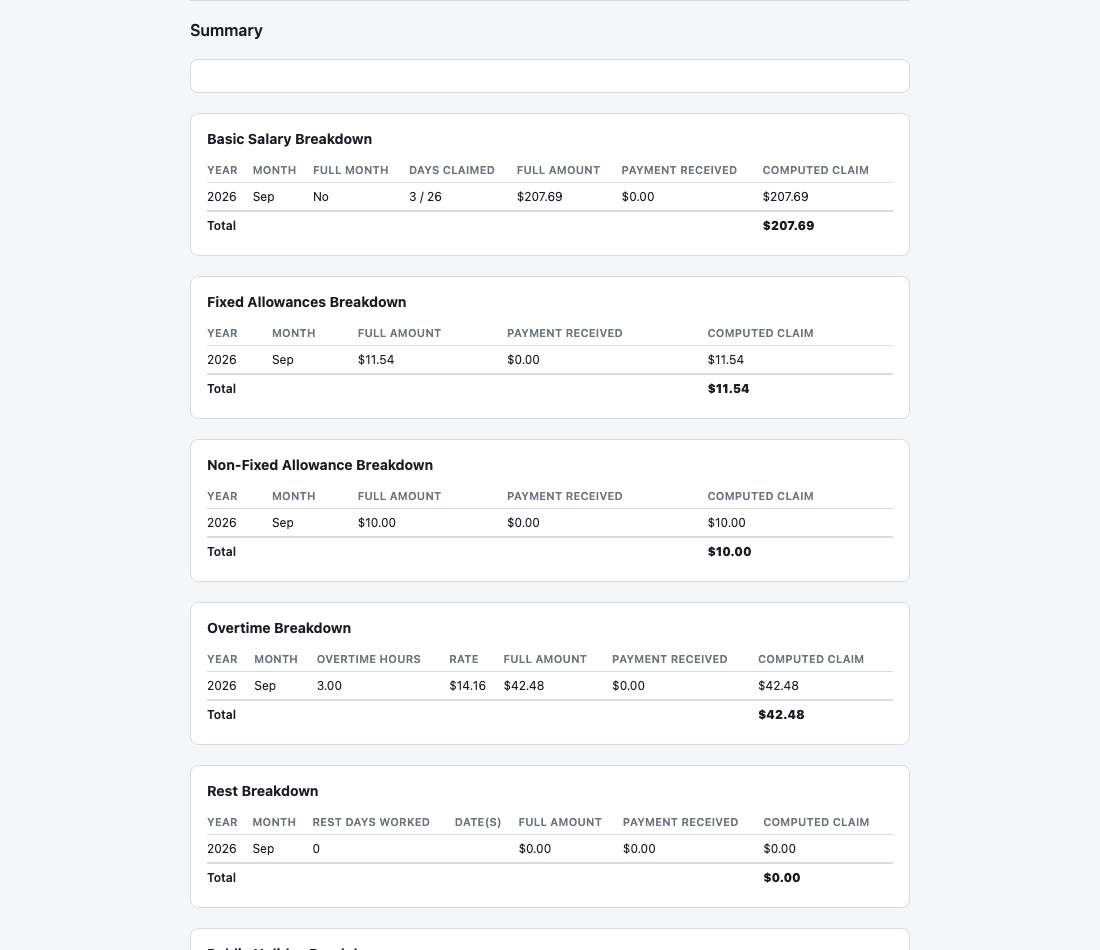 Summary
Basic Salary Breakdown
YEAR MONTH FULL MONTH DAYS CLAIMED FULL AMOUNT PAYMENT RECEIVED COMPUTED CLAIM
2026 Sep No 3 / 26 $207.69 $0.00 $207.69
Total $207.69
Fixed Allowances Breakdown
YEAR MONTH FULL AMOUNT PAYMENT RECEIVED COMPUTED CLAIM
2026 Sep $11.54 $0.00 $11.54
Total $11.54
Non-Fixed Allowance Breakdown
YEAR MONTH FULL AMOUNT PAYMENT RECEIVED COMPUTED CLAIM
2026 Sep $10.00 $0.00 $10.00
Total $10.00
Overtime Breakdown
YEAR MONTH OVERTIME HOURS RATE FULL AMOUNT PAYMENT RECEIVED COMPUTED CLAIM
2026 Sep 3.00 $14.16 $42.48 $0.00 $42.48
Total $42.48
Rest Breakdown
YEAR MONTH REST DAYS WORKED DATE(S) FULL AMOUNT PAYMENT RECEIVED COMPUTED CLAIM
2026 Sep 0 $0.00 $0.00 $0.00
Total $0.00